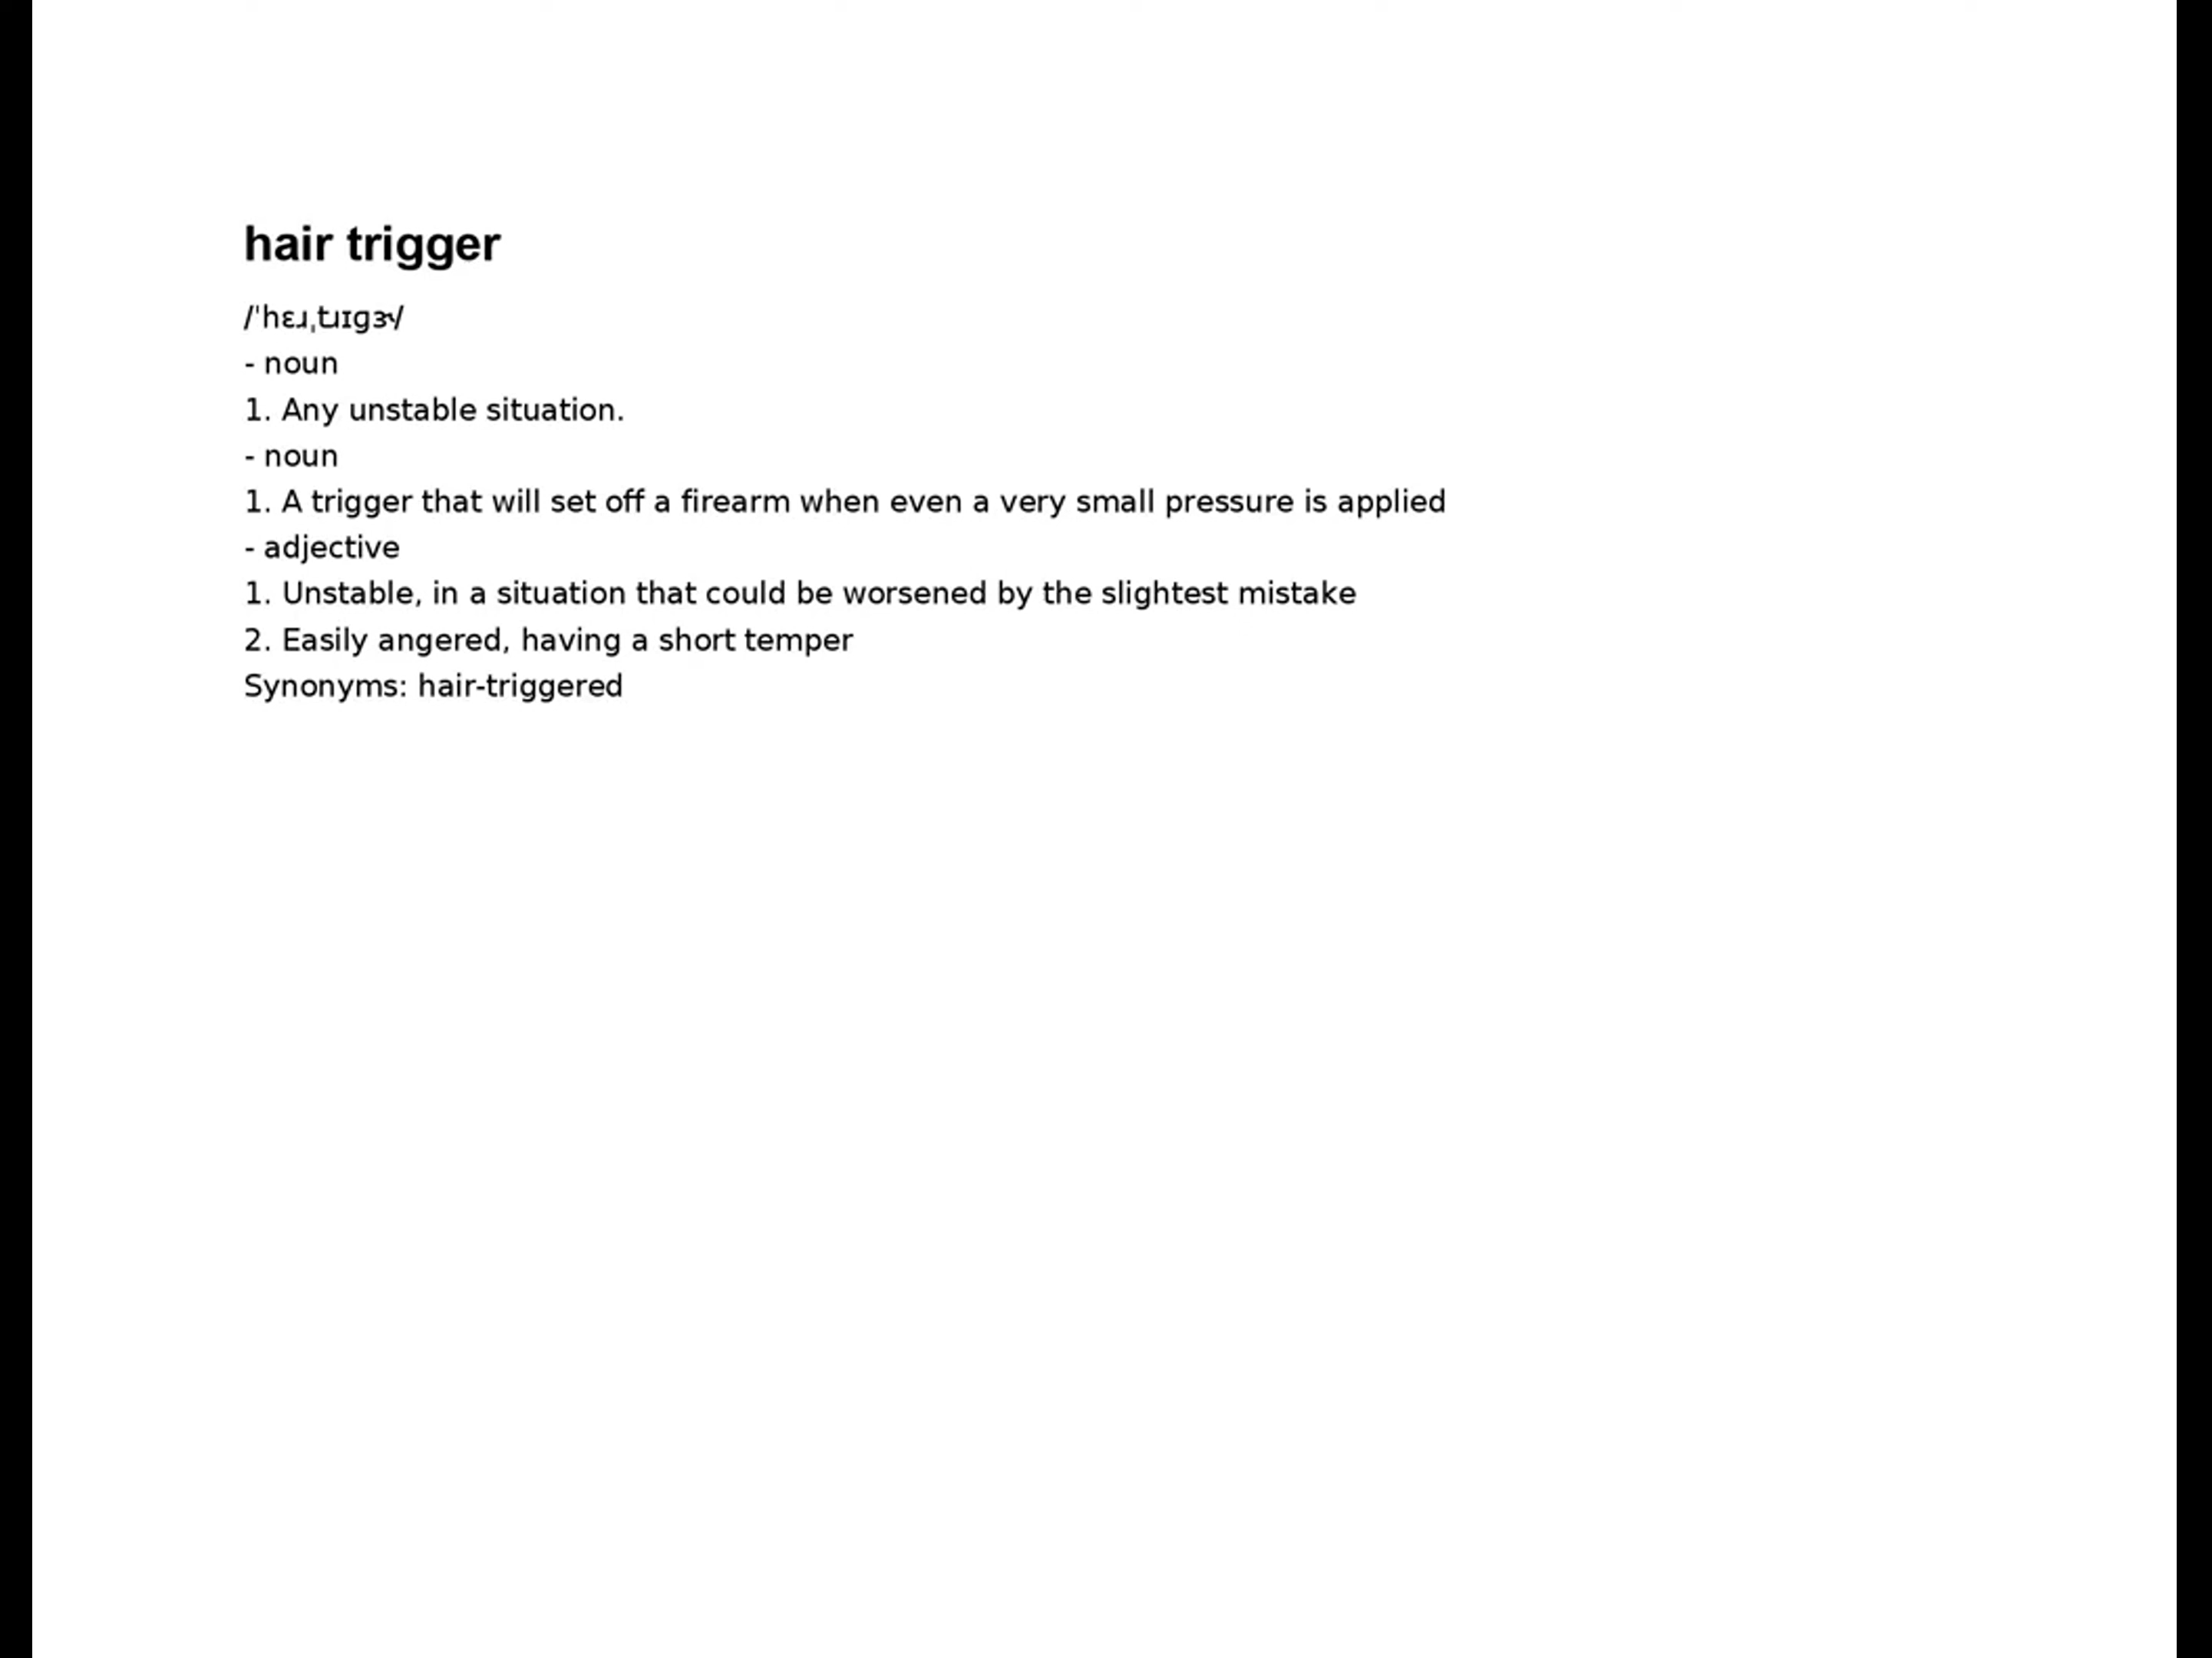 hair trigger
/ˈhɛɹˌtɹɪgɝ/
- noun
1. Any unstable situation.
- noun
1. A trigger that will set off a firearm when even a very small pressure is applied
- adjective
1. Unstable, in a situation that could be worsened by the slightest mistake
2. Easily angered, having a short temper
Synonyms: hair-triggered